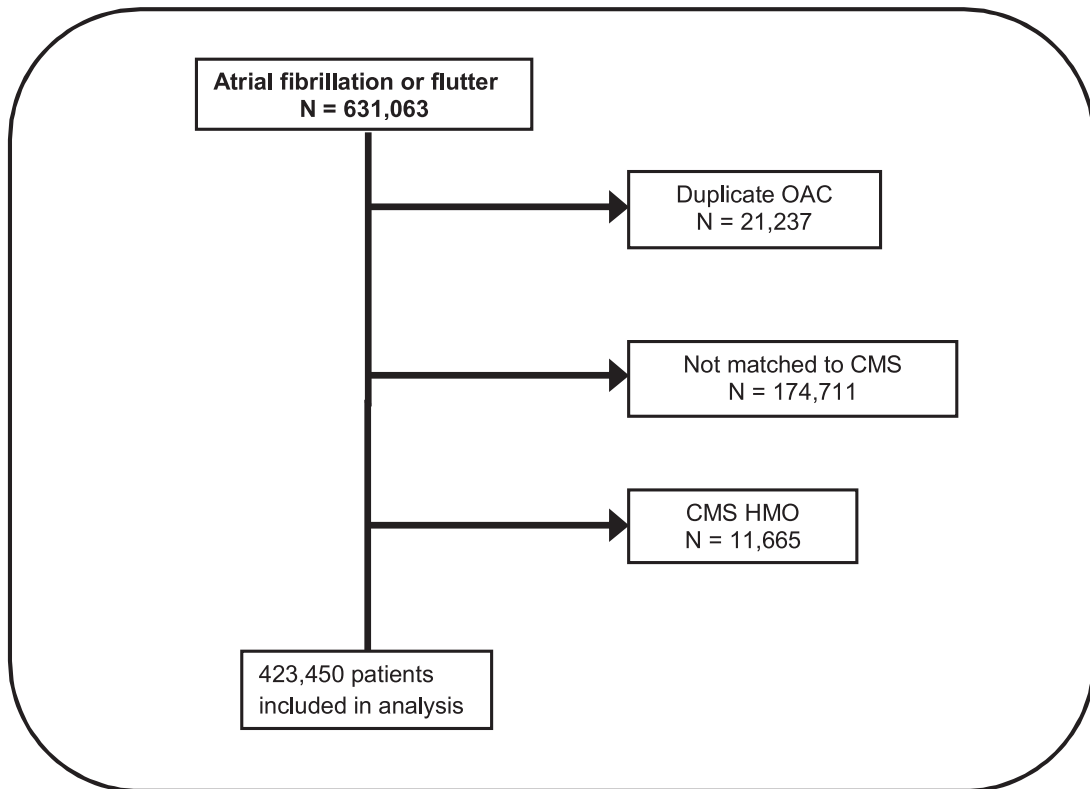 Atrial fibrillation or flutter
N = 631,063
Duplicate OAC
N = 21,237
Not matched to CMS
N = 174,711
CMS HMO
N = 11,665
423,450 patients
included in analysis